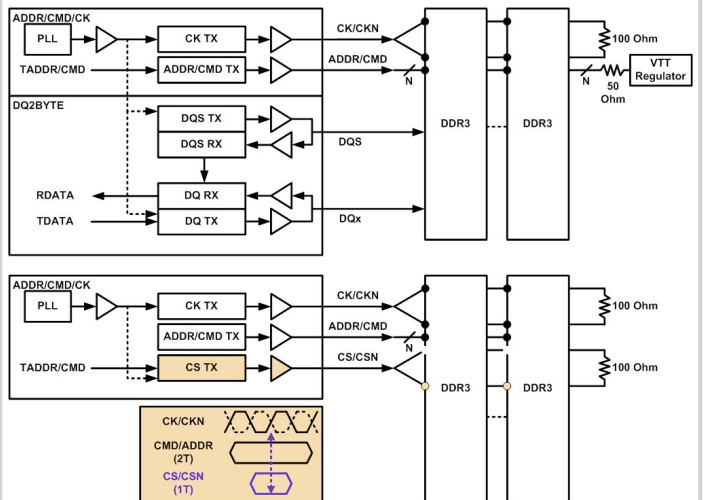 ADDR/CMD/CK
PLL
CK TX
CK/CKN
100 Ohm
TADDR/CMD
ADDR/CMD TX
ADDR/CMD
N
N
50
Ohm
VTT
Regulator
DQ2BYTE
DQS TX
DQS RX
DQS
DDR3
DDR3
RDATA
DQ RX
TDATA
DQ TX
DQx
ADDR/CMD/CK
PLL
CK TX
CK/CKN
100 Ohm
ADDR/CMD TX
ADDR/CMD
N
TADDR/CMD
CS TX
CS/CSN
100 Ohm
DDR3
DDR3
CK/CKN
CMD/ADDR
(2T)
CS/CSN
(1T)